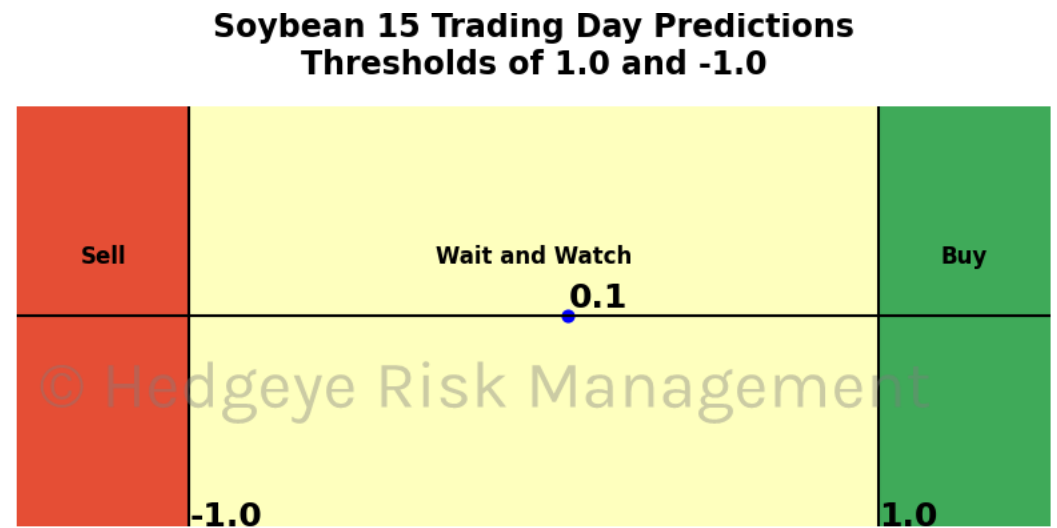 Soybean 15 Trading Day Predictions
Thresholds of 1.0 and -1.0
Sell
Wait and Watch
Buy
0.1
© Hedgeye Risk Management
-1.0
1.0